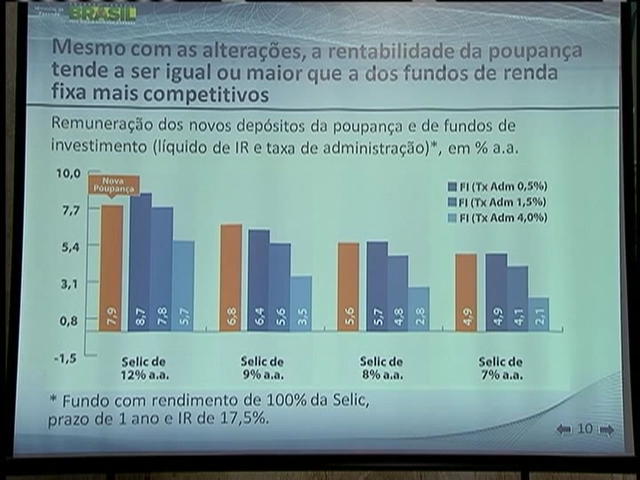 BRASIL
Mesmo com as alterações, a rentabilidade da poupança
tende a ser igual ou maior que a dos fundos de renda
fixa mais competitivos
Remuneração dos novos depósitos da poupança e de fundos de
investimento (líquido de IR e taxa de administração)*, em % a.a.
10,0
7,7
5,4
3,1
0,8
-1,5
Nova
Poupança
FI (Tx Adm 0,5%)
FI (Tx Adm 1,5%)
FI (Tx Adm 4,0%)
7,9 8,7 7,8 5,7
6,8 6,4 5,6 3,5
5,6 5,7 4,8 2,8
4,9 4,9 4,1 2,1
Selic de
12% a.a.
Selic de
9% a.a.
Selic de
8% a.a.
Selic de
7% a.a.
* Fundo com rendimento de 100% da Selic,
prazo de 1 ano e IR de 17,5%.
10